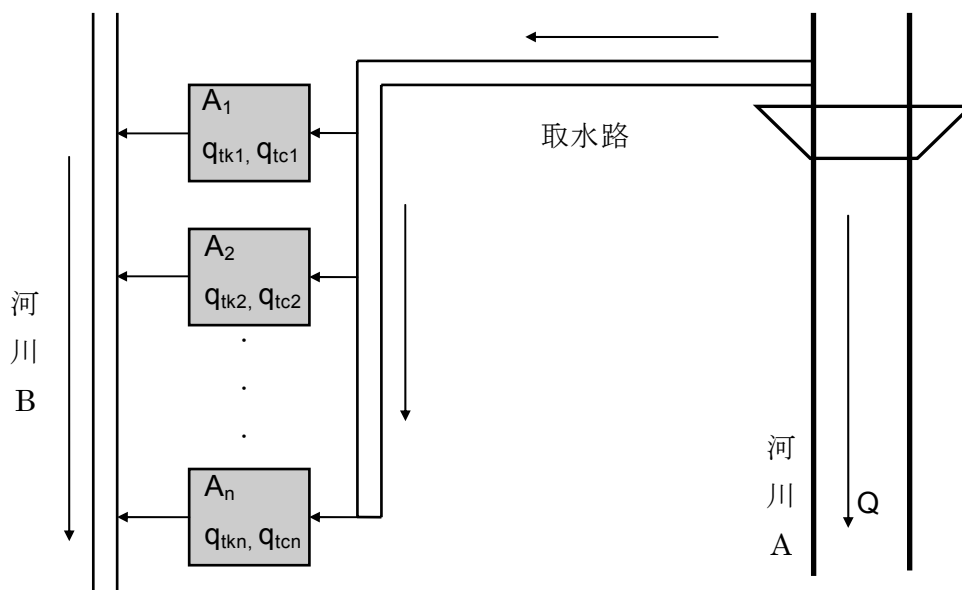 A₁
qtk1, qtc1
取水路
A₂
qtk2, qtc2
・
・
・
Aₙ
qtkn, qtcn
河
川
B
河
川
A
Q